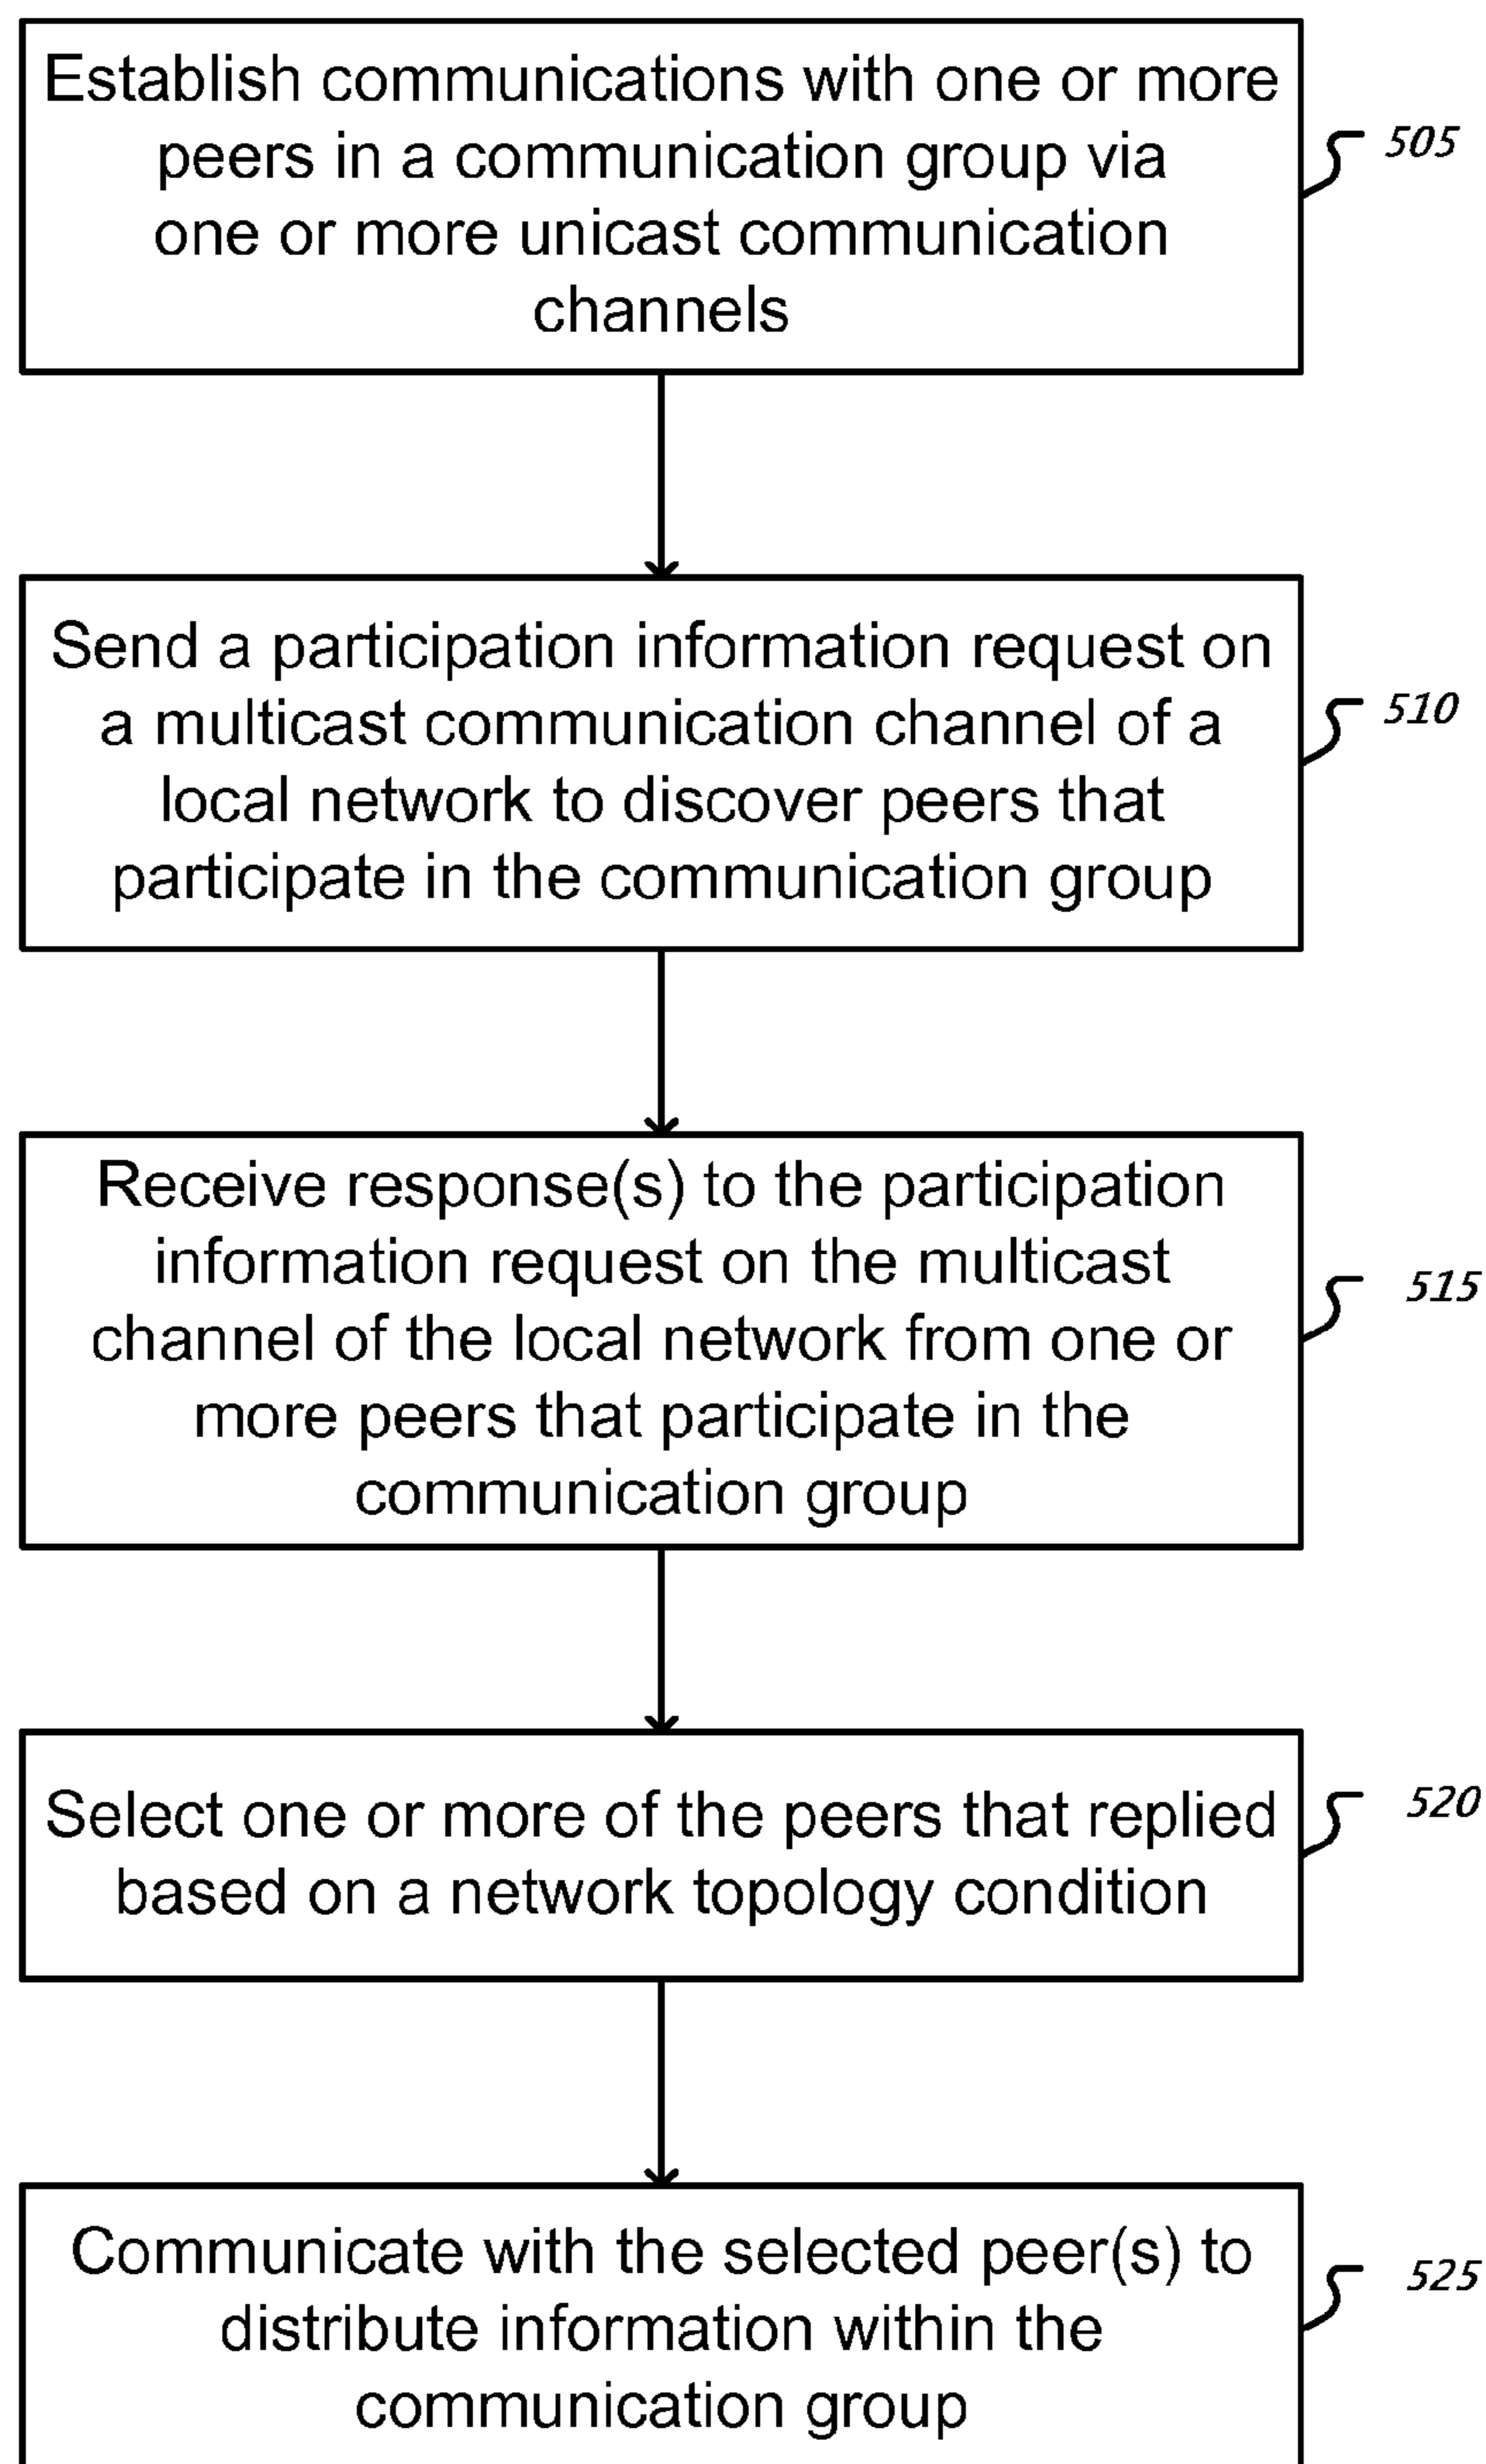 Establish communications with one or more
peers in a communication group via
one or more unicast communication
channels
505
Send a participation information request on
a multicast communication channel of a
local network to discover peers that
participate in the communication group
510
Receive response(s) to the participation
information request on the multicast
channel of the local network from one or
more peers that participate in the
communication group
515
Select one or more of the peers that replied
based on a network topology condition
520
Communicate with the selected peer(s) to
distribute information within the
communication group
525